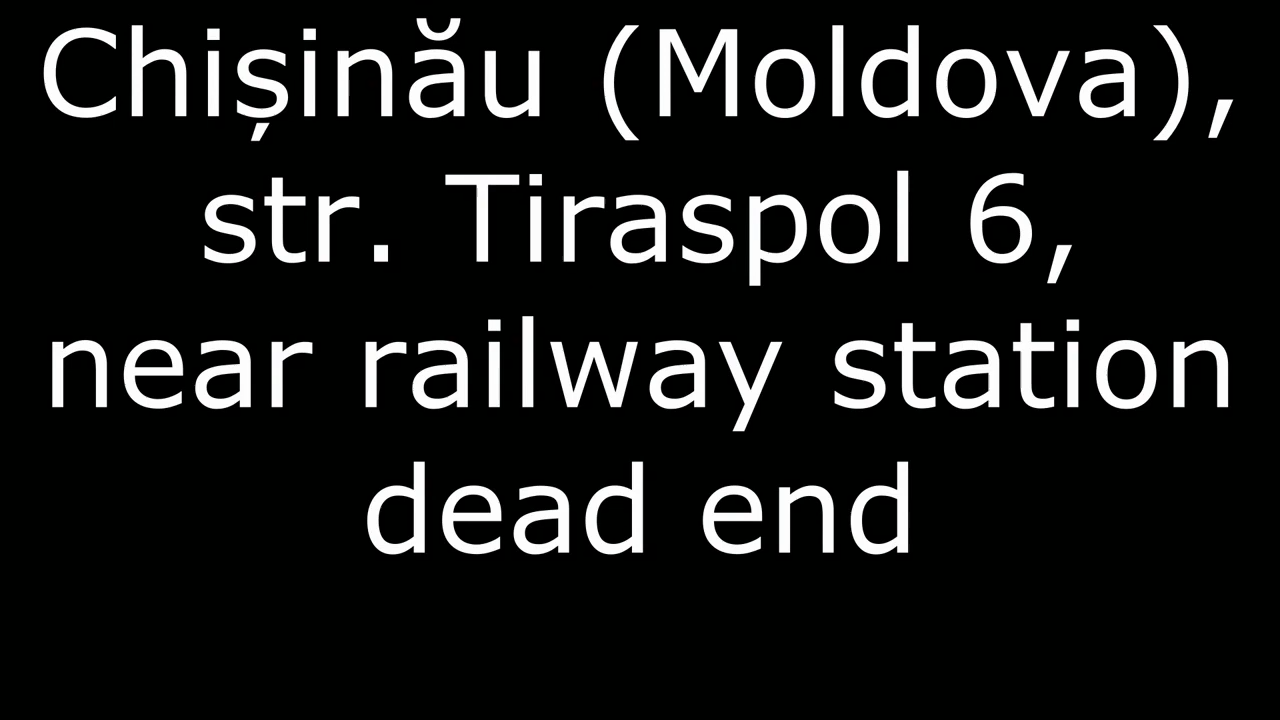 Chișinău (Moldova),
str. Tiraspol 6,
near railway station
dead end